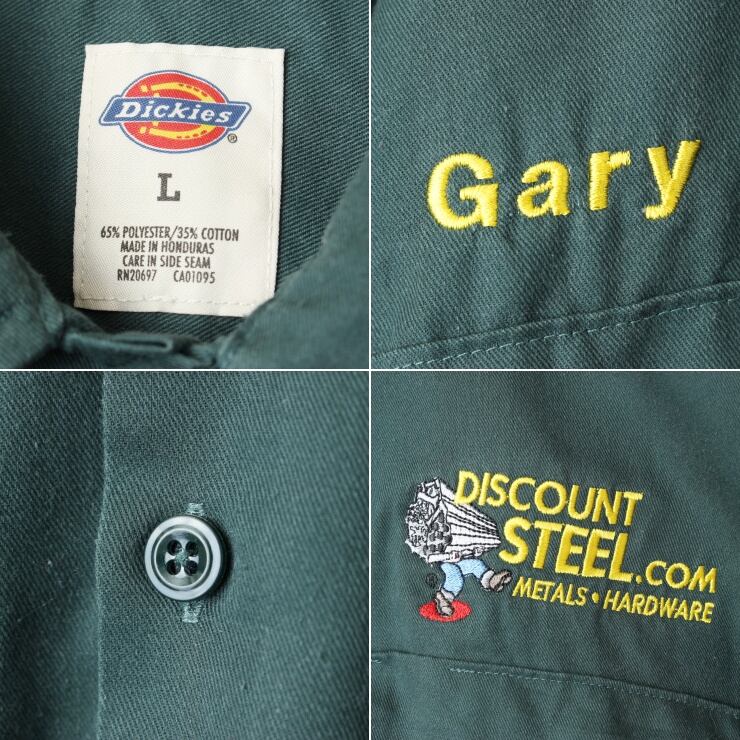 Dickies
®
L
65% POLYESTER/35% COTTON
MADE IN HONDURAS
CARE IN SIDE SEAM
RN20697 CA01095
Gary
DISCOUNT
STEEL.COM
METALS • HARDWARE